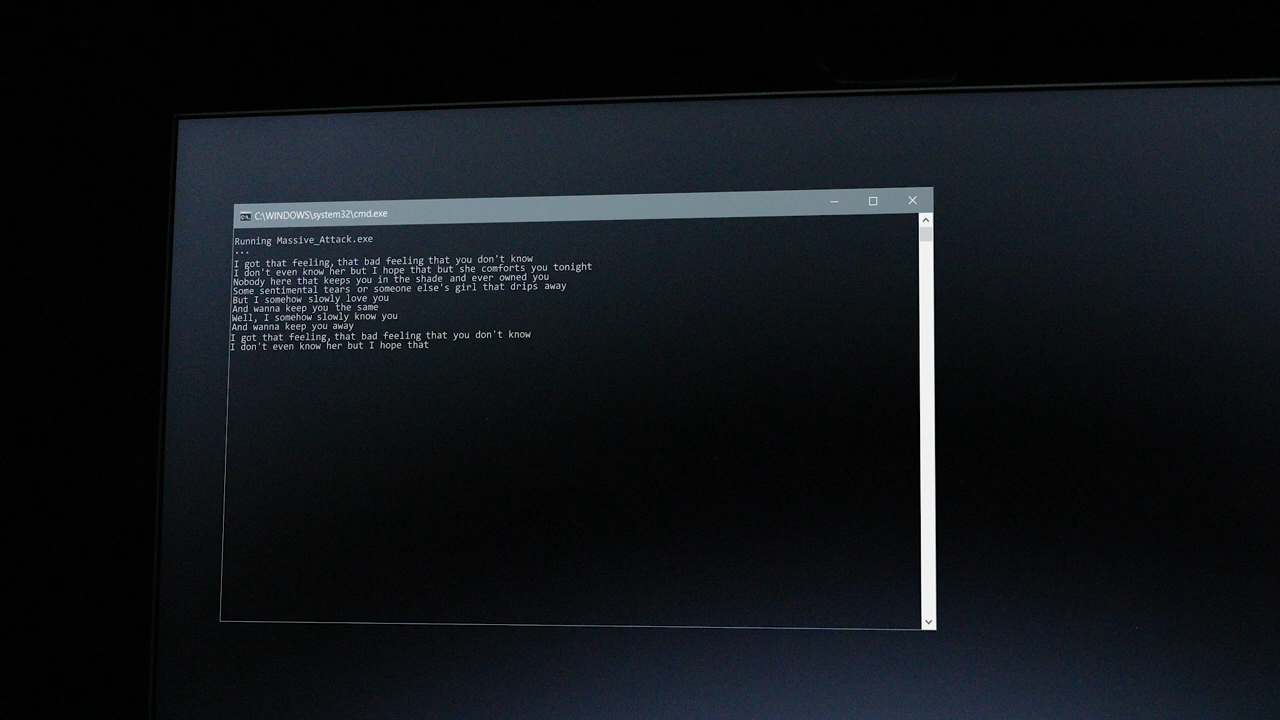 C:\WINDOWS\system32\cmd.exe
Running Massive_Attack.exe
...
I got that feeling, that bad feeling that you don't know
I don't even know her but I hope that but she comforts you tonight
Nobody here that keeps you in the shade and ever owned you
Some sentimental tears or someone else's girl that drips away
But I somehow slowly love you
And wanna keep you the same
Well, I somehow slowly know you
And wanna keep you away
I got that feeling, that bad feeling that you don't know
I don't even know her but I hope that